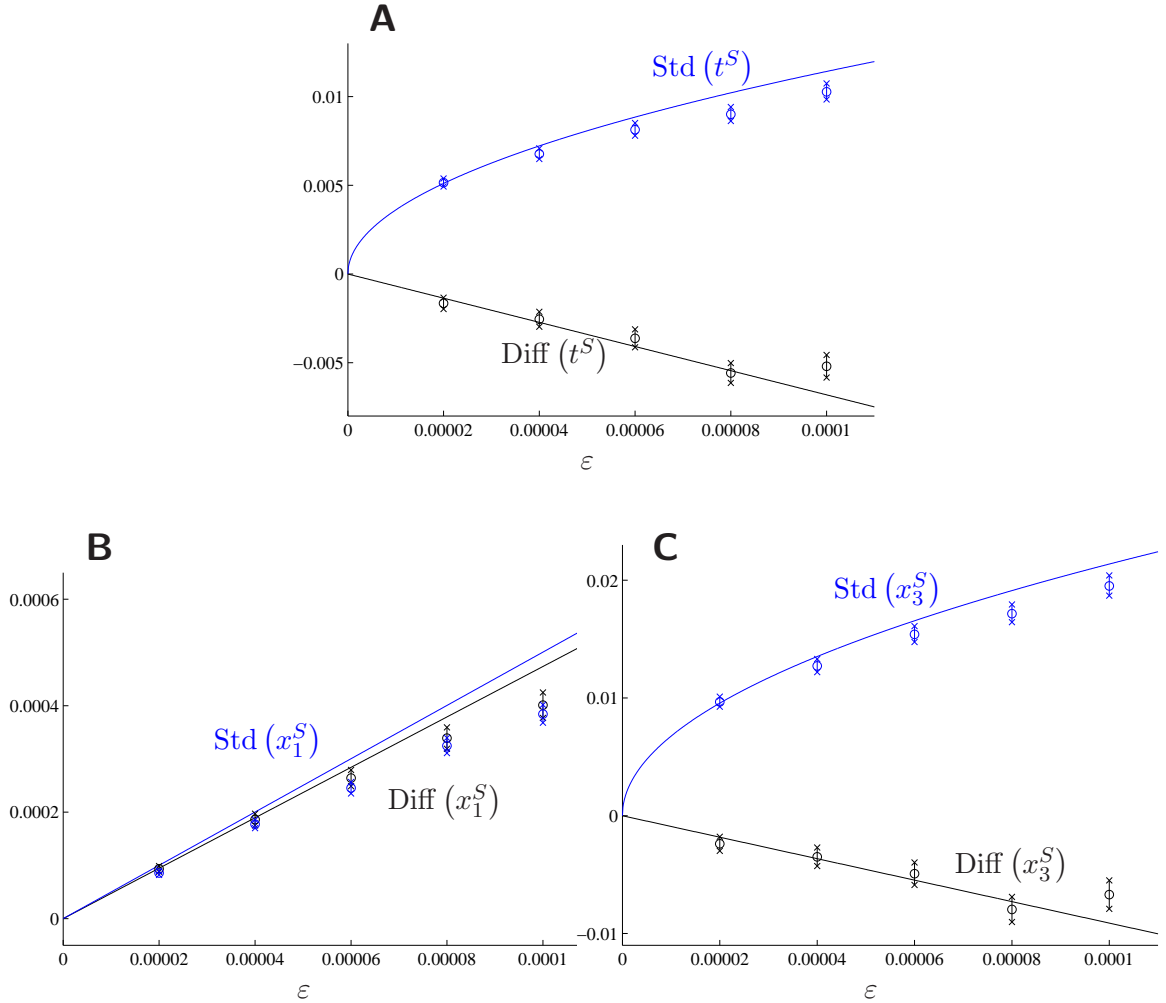 A
Std (t^S)
0.01
0.005
0
Diff (t^S)
−0.005
0 0.00002 0.00004 0.00006 0.00008 0.0001
ε
B
0.0006
0.0004
Std (x_1^S)
Diff (x_1^S)
0.0002
0
0 0.00002 0.00004 0.00006 0.00008 0.0001
ε
C
0.02
Std (x_3^S)
0.01
0
Diff (x_3^S)
−0.01
0 0.00002 0.00004 0.00006 0.00008 0.0001
ε